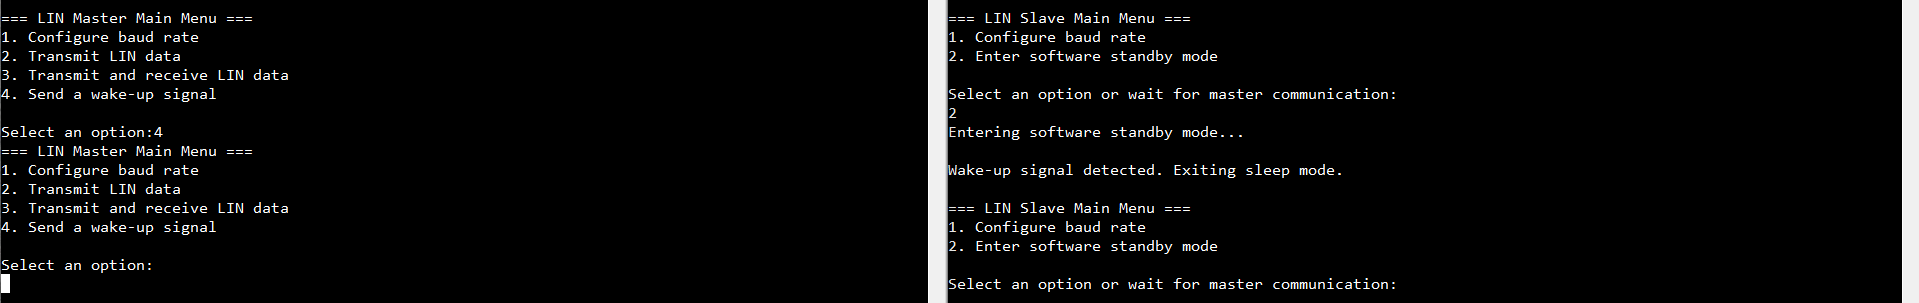 === LIN Master Main Menu ===
1. Configure baud rate
2. Transmit LIN data
3. Transmit and receive LIN data
4. Send a wake-up signal
Select an option:4
=== LIN Master Main Menu ===
1. Configure baud rate
2. Transmit LIN data
3. Transmit and receive LIN data
4. Send a wake-up signal
Select an option:
=== LIN Slave Main Menu ===
1. Configure baud rate
2. Enter software standby mode
Select an option or wait for master communication:
2
Entering software standby mode...
Wake-up signal detected. Exiting sleep mode.
=== LIN Slave Main Menu ===
1. Configure baud rate
2. Enter software standby mode
Select an option or wait for master communication: